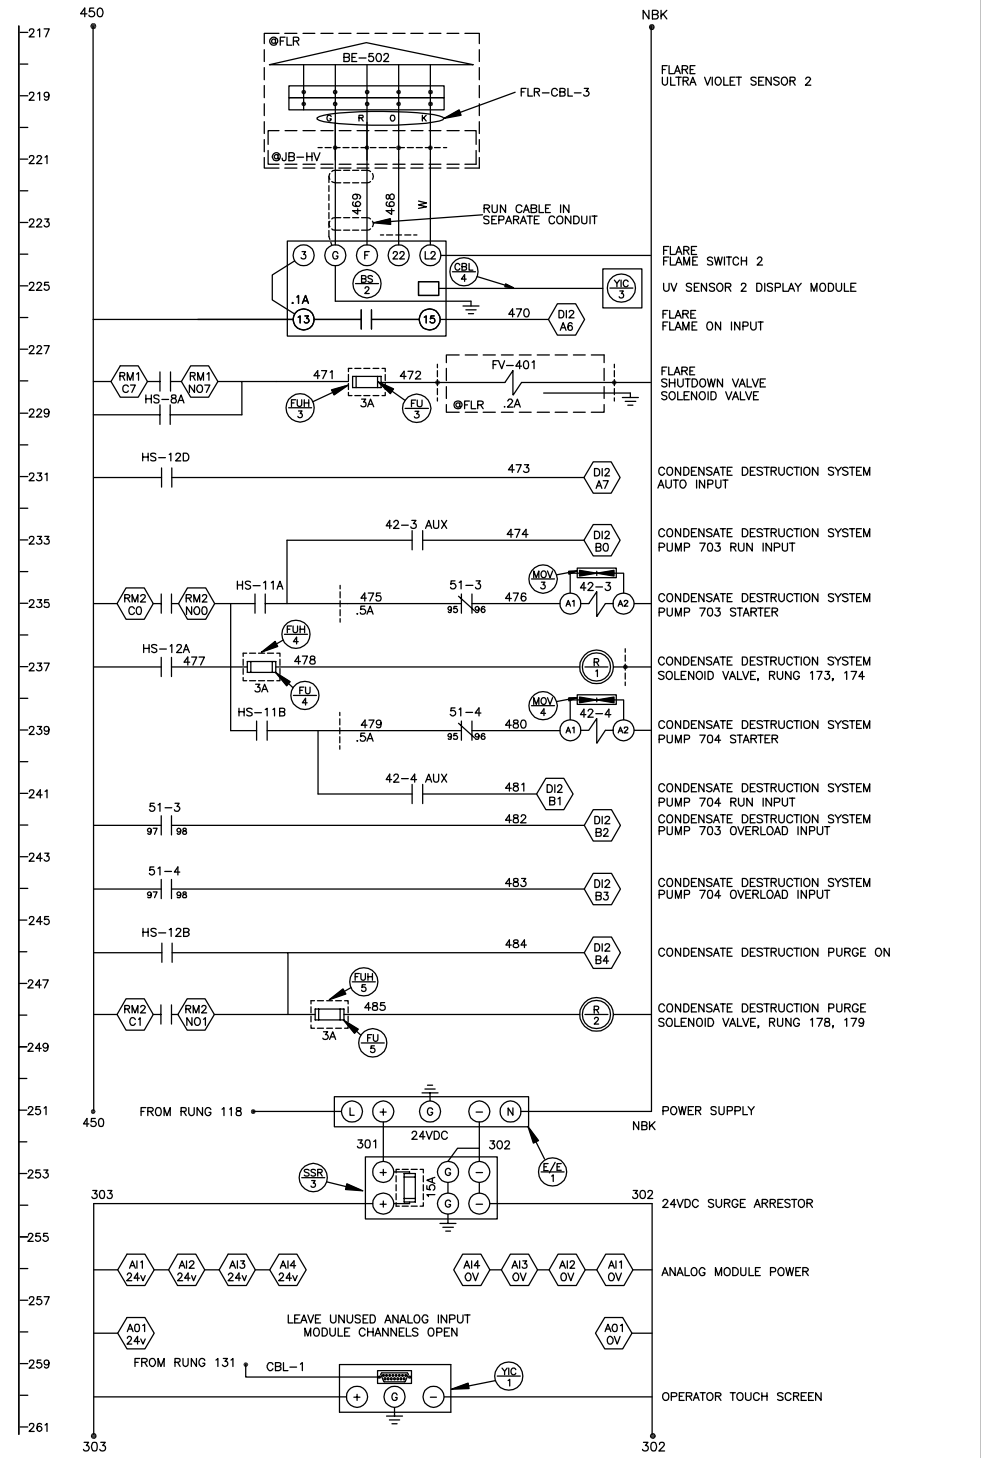 450
NBK
217
@FLR
BE-502
FLARE
ULTRA VIOLET SENSOR 2
219
FLR-CBL-3
G R O K
221
@JB-HV
469
468
W
223
RUN CABLE IN
SEPARATE CONDUIT
3 G F 22 L2
FLARE
FLAME SWITCH 2
CBL
4
225
BS
2
YIC
3
UV SENSOR 2 DISPLAY MODULE
.1A
13
15
470
DI2
A6
FLARE
FLAME ON INPUT
227
RM1
C7
RM1
NO7
471
472
FV-401
FLARE
SHUTDOWN VALVE
SOLENOID VALVE
HS-8A
FUH
3
3A
FU
3
@FLR
.2A
229
HS-12D
231
473
DI2
A7
CONDENSATE DESTRUCTION SYSTEM
AUTO INPUT
42-3 AUX
233
474
DI2
B0
CONDENSATE DESTRUCTION SYSTEM
PUMP 703 RUN INPUT
HS-11A
51-3
MOV
3
42-3
235
RM2
C0
RM2
NO0
475
.5A
95 96
476
A1
A2
CONDENSATE DESTRUCTION SYSTEM
PUMP 703 STARTER
FUH
4
HS-12A
237
477
478
R
1
CONDENSATE DESTRUCTION SYSTEM
SOLENOID VALVE, RUNG 173, 174
3A
FU
4
HS-11B
51-4
MOV
4
42-4
239
479
.5A
95 96
480
A1
A2
CONDENSATE DESTRUCTION SYSTEM
PUMP 704 STARTER
42-4 AUX
241
481
DI2
B1
CONDENSATE DESTRUCTION SYSTEM
PUMP 704 RUN INPUT
51-3
97 98
482
DI2
B2
CONDENSATE DESTRUCTION SYSTEM
PUMP 703 OVERLOAD INPUT
243
51-4
97 98
483
DI2
B3
CONDENSATE DESTRUCTION SYSTEM
PUMP 704 OVERLOAD INPUT
245
HS-12B
484
DI2
B4
CONDENSATE DESTRUCTION PURGE ON
247
FUH
5
RM2
C1
RM2
NO1
485
R
2
CONDENSATE DESTRUCTION PURGE
SOLENOID VALVE, RUNG 178, 179
3A
FU
5
249
251
450
FROM RUNG 118
L + G − N
24VDC
NBK
POWER SUPPLY
301
302
E/E
1
253
SSR
3
+ G −
15A
303
+ G −
302
24VDC SURGE ARRESTOR
255
AI1
24v
AI2
24v
AI3
24v
AI4
24v
AI4
0V
AI3
0V
AI2
0V
AI1
0V
ANALOG MODULE POWER
257
LEAVE UNUSED ANALOG INPUT
MODULE CHANNELS OPEN
AO1
24v
AO1
0V
259
FROM RUNG 131
CBL-1
YIC
1
+ G −
OPERATOR TOUCH SCREEN
261
303
302